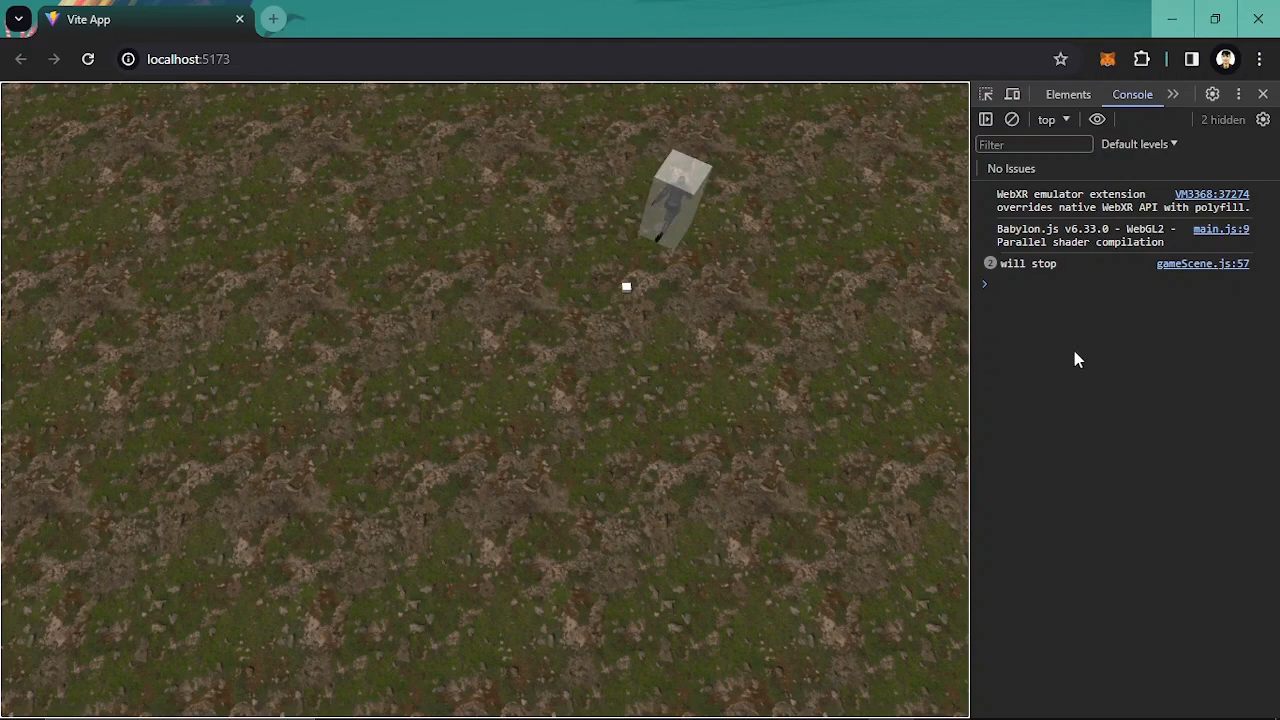 Vite App
localhost:5173
Elements
Console
top
2 hidden
Filter
Default levels
No Issues
WebXR emulator extension VM3368:37274
overrides native WebXR API with polyfill.
Babylon.js v6.33.0 - WebGL2 - main.js:9
Parallel shader compilation
2 will stop gameScene.js:57